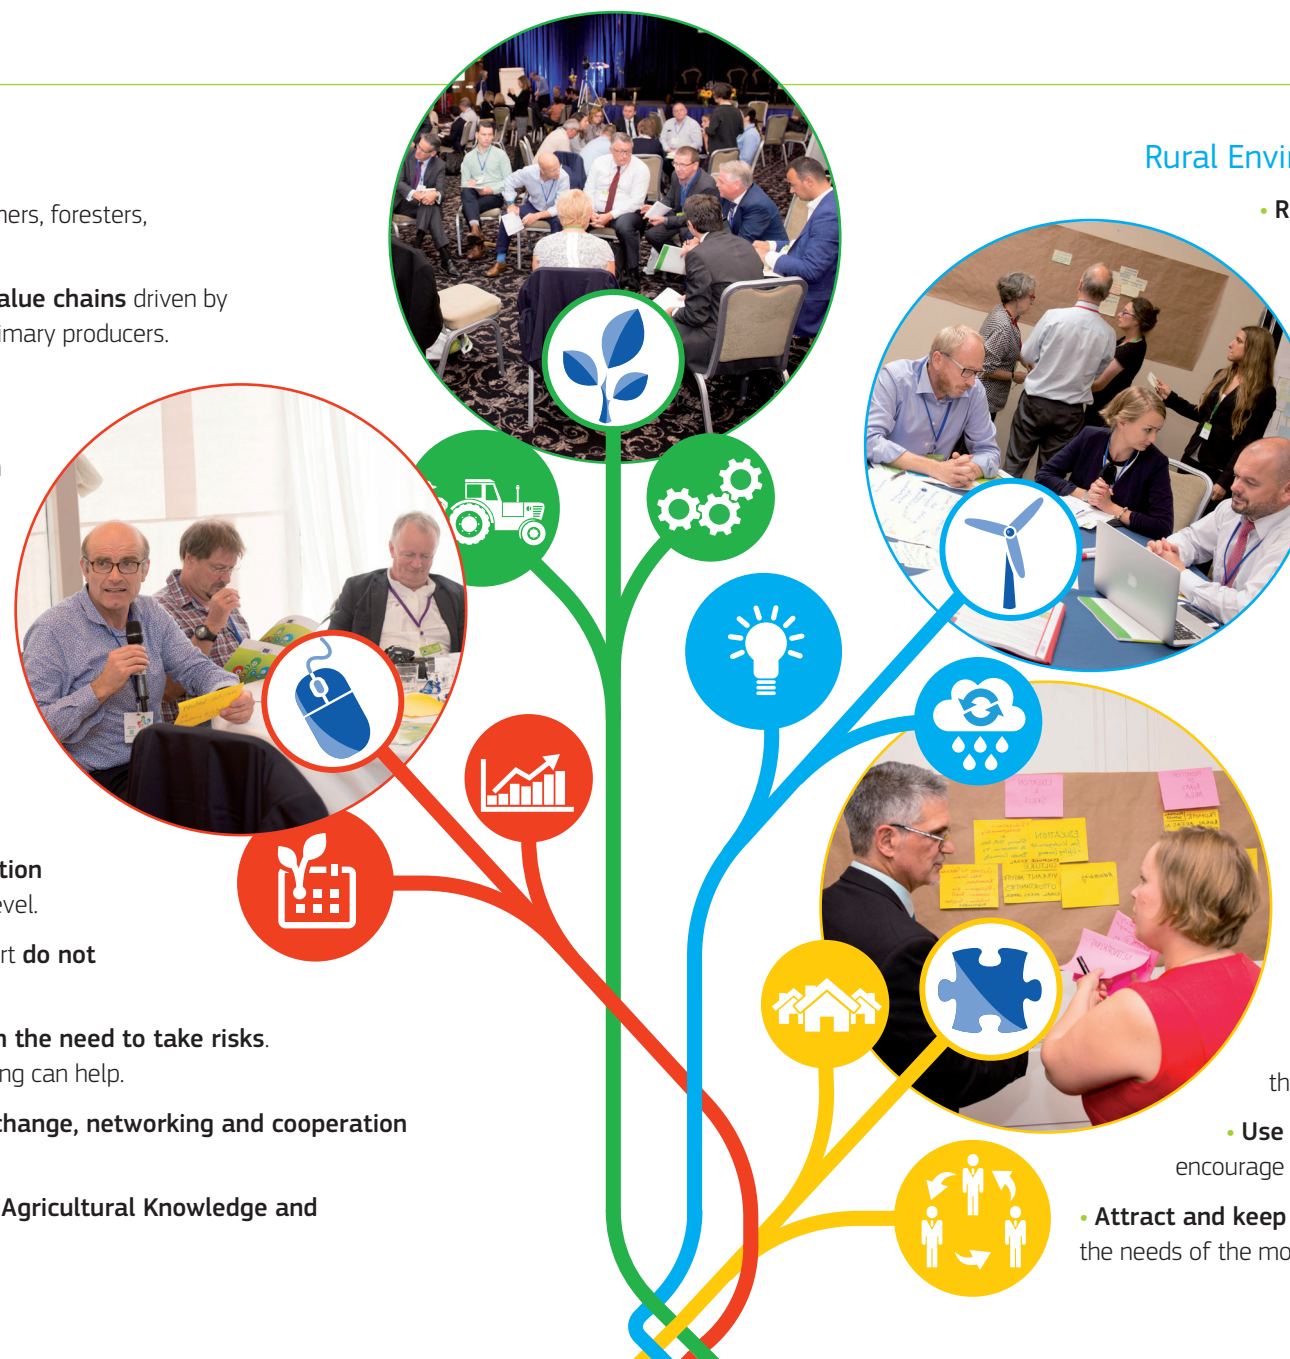 ners, foresters,
alue chains driven by
imary producers.
tion
evel.
rt do not
n the need to take risks.
ng can help.
change, networking and cooperation
Agricultural Knowledge and
Rural Envi
• R
EDUCATION
th
• Use
encourage
• Attract and keep
the needs of the mo